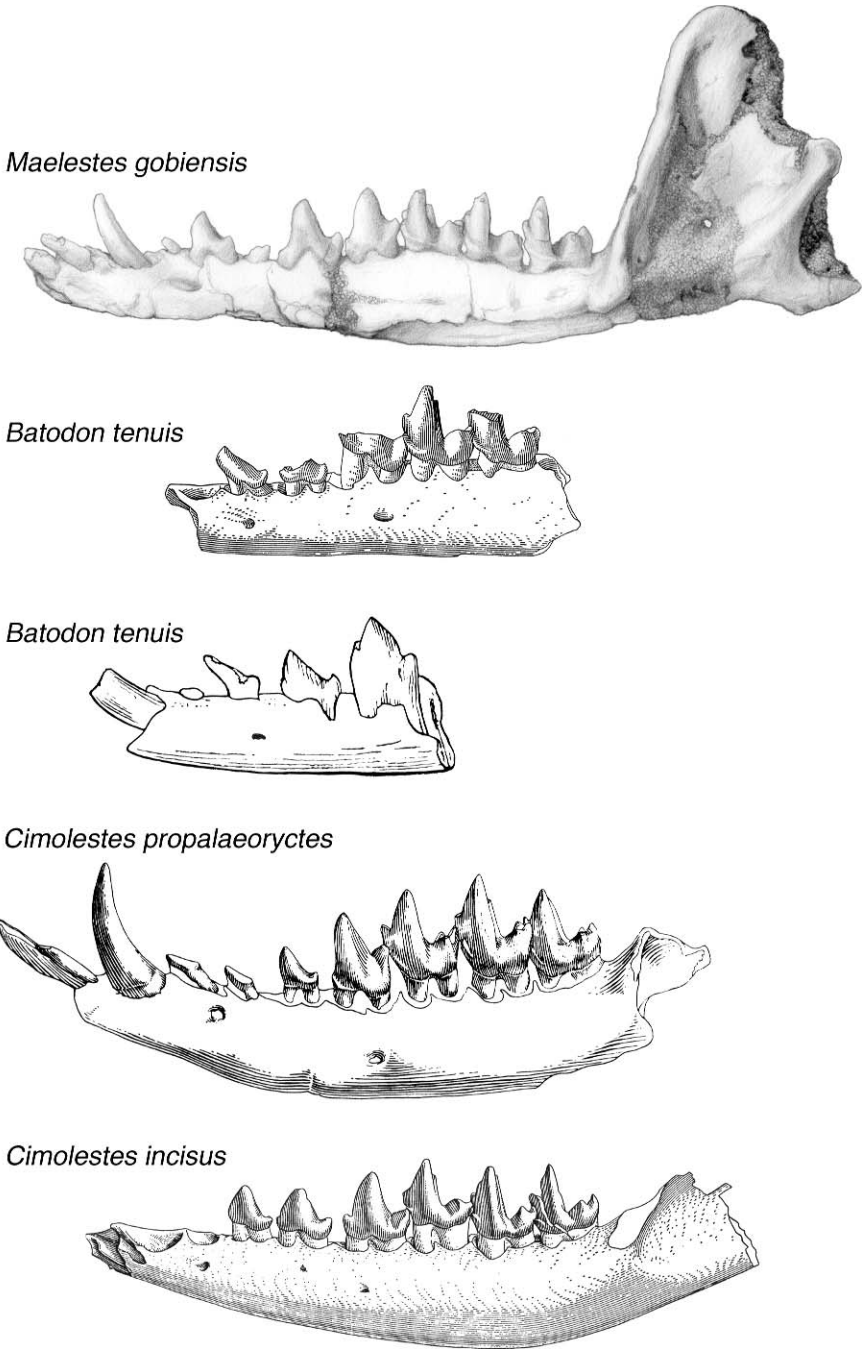 Maelestes gobiensis
Batodon tenuis
Batodon tenuis
Cimolestes propalaeoryctes
Cimolestes incisus